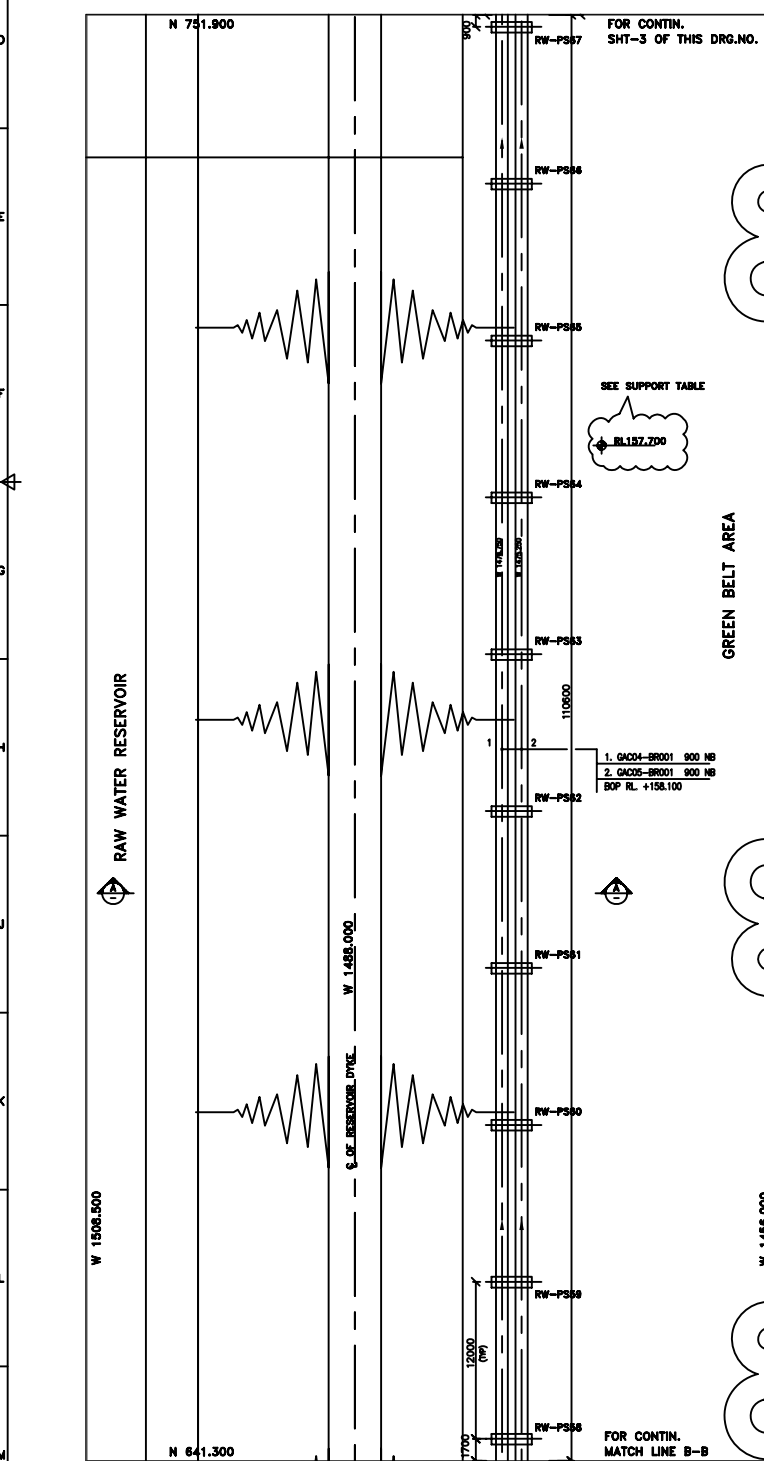 N 751.900
900
FOR CONTIN.
SHT-3 OF THIS DRG.NO.
RW-PS67
RW-PS66
RW-PS65
SEE SUPPORT TABLE
RL157.700
RW-PS64
GREEN BELT AREA
RW-PS63
110600
RAW WATER RESERVOIR
1
2
1. GAC04-BR001 900 NB
2. GAC05-BR001 900 NB
BOP RL. +158.100
RW-PS62
A
A
W 1488.000
RW-PS61
℄ OF RESERVOIR DYKE
RW-PS60
W 1508.500
RW-PS59
12000
(TYP)
RW-PS58
1700
FOR CONTIN.
MATCH LINE B-B
N 641.300